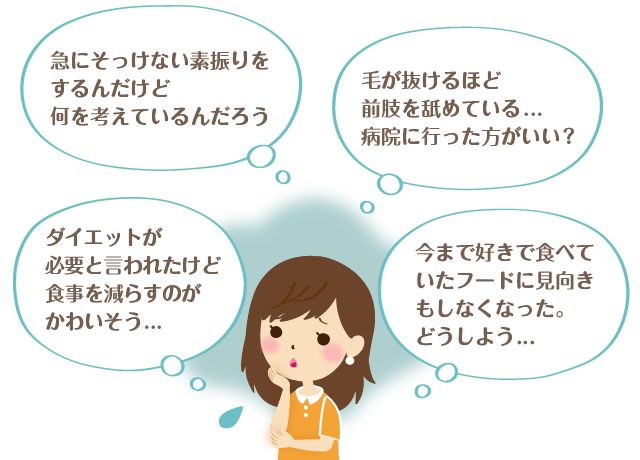 急にそっけない素振りを
するんだけど
何を考えているんだろう
毛が抜けるほど
前肢を舐めている…
病院に行った方がいい？
ダイエットが
必要と言われたけど
食事を減らすのが
かわいそう…
今まで好きで食べて
いたフードに見向き
もしなくなった。
どうしよう…